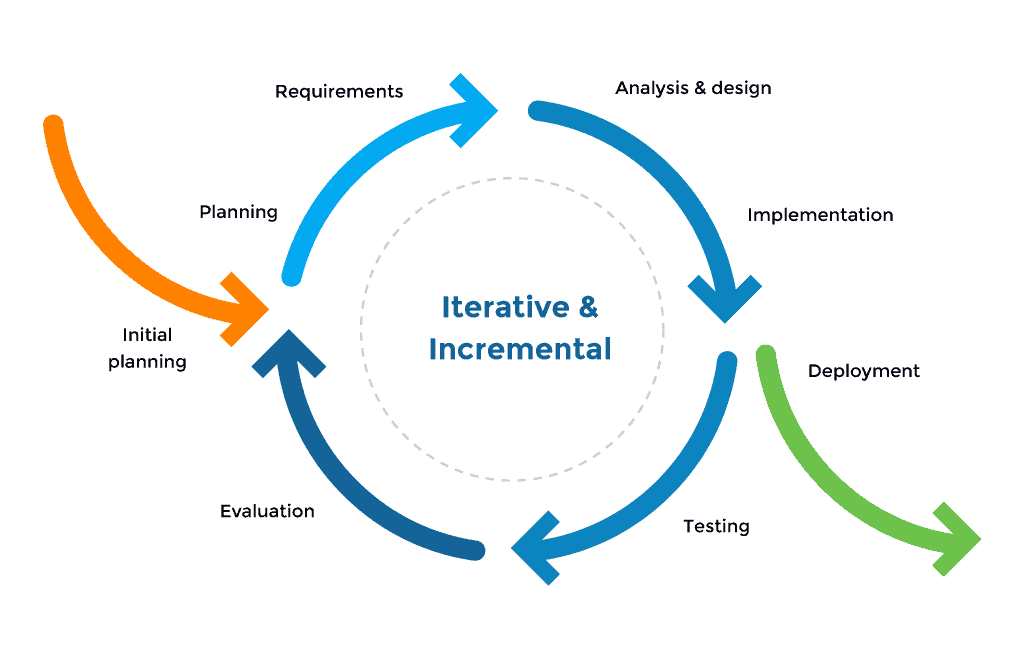 Requirements
Analysis & design
Planning
Implementation
Iterative &
Incremental
Initial
planning
Deployment
Evaluation
Testing